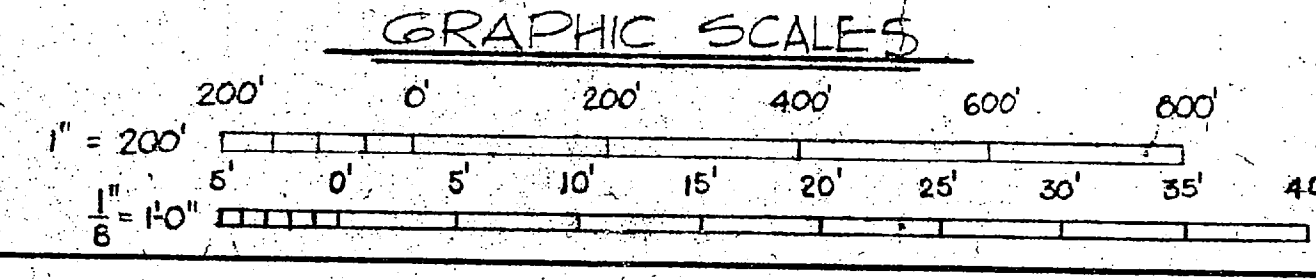 GRAPHIC SCALES
200' 0' 200' 400' 600' 800'
1" = 200'
5' 0' 5' 10' 15' 20' 25' 30' 35' 40
1/8" = 1'-0"